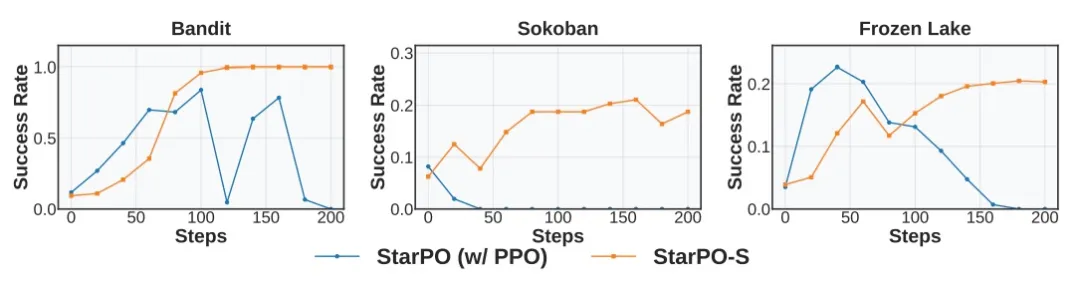 Bandit
Sokoban
Frozen Lake
Success Rate
1.0
0.5
0.0
0 50 100 150 200
Steps
Success Rate
0.3
0.2
0.1
0.0
0 50 100 150 200
Steps
Success Rate
0.2
0.1
0.0
0 50 100 150 200
Steps
StarPO (w/ PPO)
StarPO-S